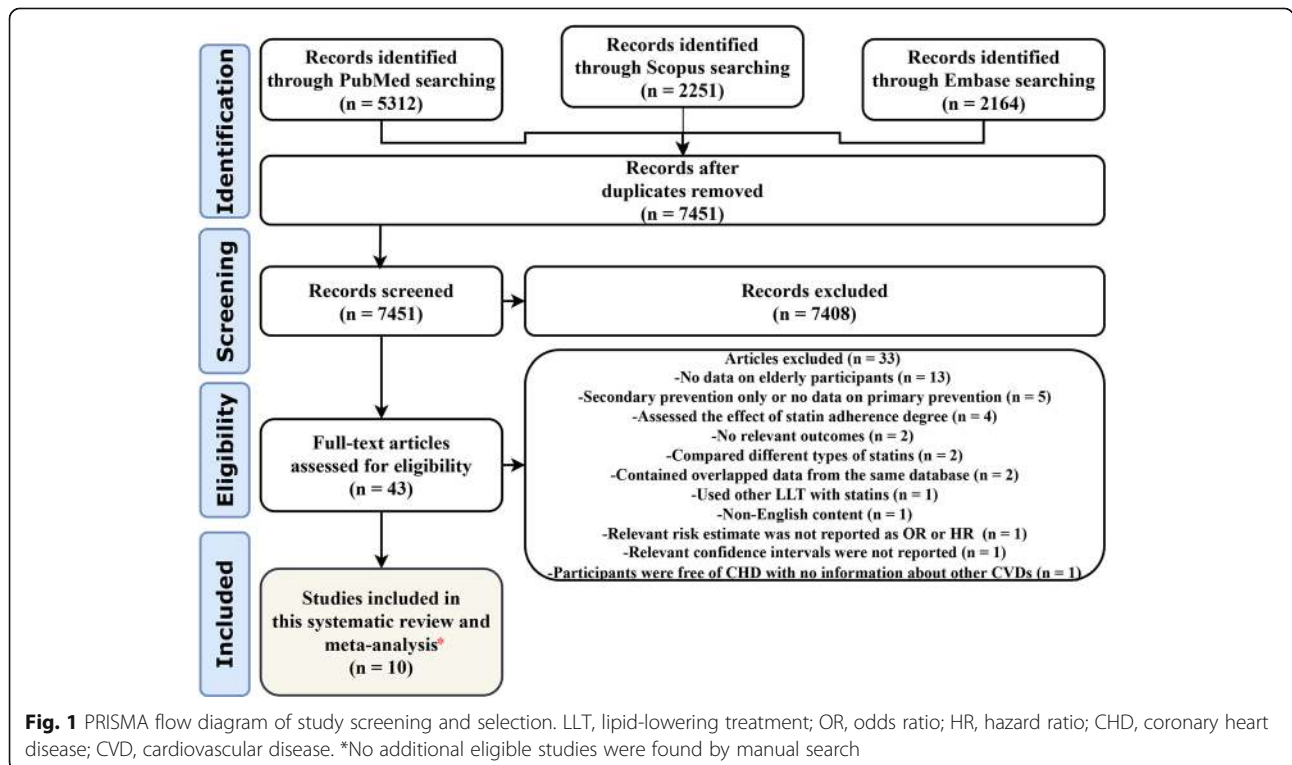 Identification
Records identified
through PubMed searching
(n = 5312)
Records identified
through Scopus searching
(n = 2251)
Records identified
through Embase searching
(n = 2164)
Records after
duplicates removed
(n = 7451)
Screening
Records screened
(n = 7451)
Records excluded
(n = 7408)
Eligibility
Full-text articles
assessed for eligibility
(n = 43)
Articles excluded (n = 33)
-No data on elderly participants (n = 13)
-Secondary prevention only or no data on primary prevention (n = 5)
-Assessed the effect of statin adherence degree (n = 4)
-No relevant outcomes (n = 2)
-Compared different types of statins (n = 2)
-Contained overlapped data from the same database (n = 2)
-Used other LLT with statins (n = 1)
-Non-English content (n = 1)
-Relevant risk estimate was not reported as OR or HR (n = 1)
-Relevant confidence intervals were not reported (n = 1)
-Participants were free of CHD with no information about other CVDs (n = 1)
Included
Studies included in
this systematic review and
meta-analysis*
(n = 10)
Fig. 1 PRISMA flow diagram of study screening and selection. LLT, lipid-lowering treatment; OR, odds ratio; HR, hazard ratio; CHD, coronary heart
disease; CVD, cardiovascular disease. *No additional eligible studies were found by manual search